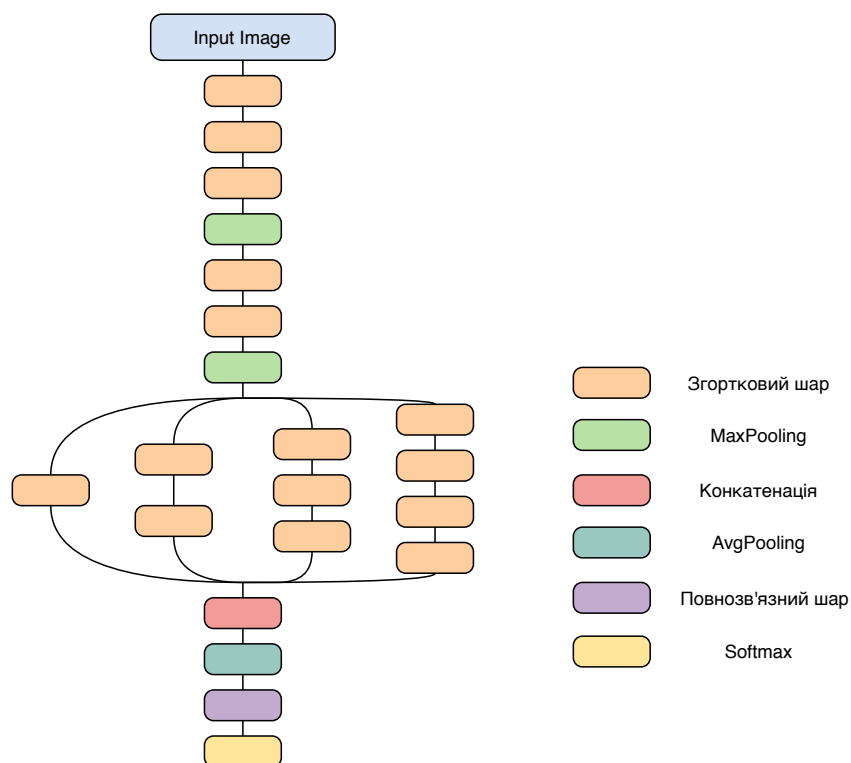 Input Image
Згортковий шар
MaxPooling
Конкатенація
AvgPooling
Повнозв'язний шар
Softmax